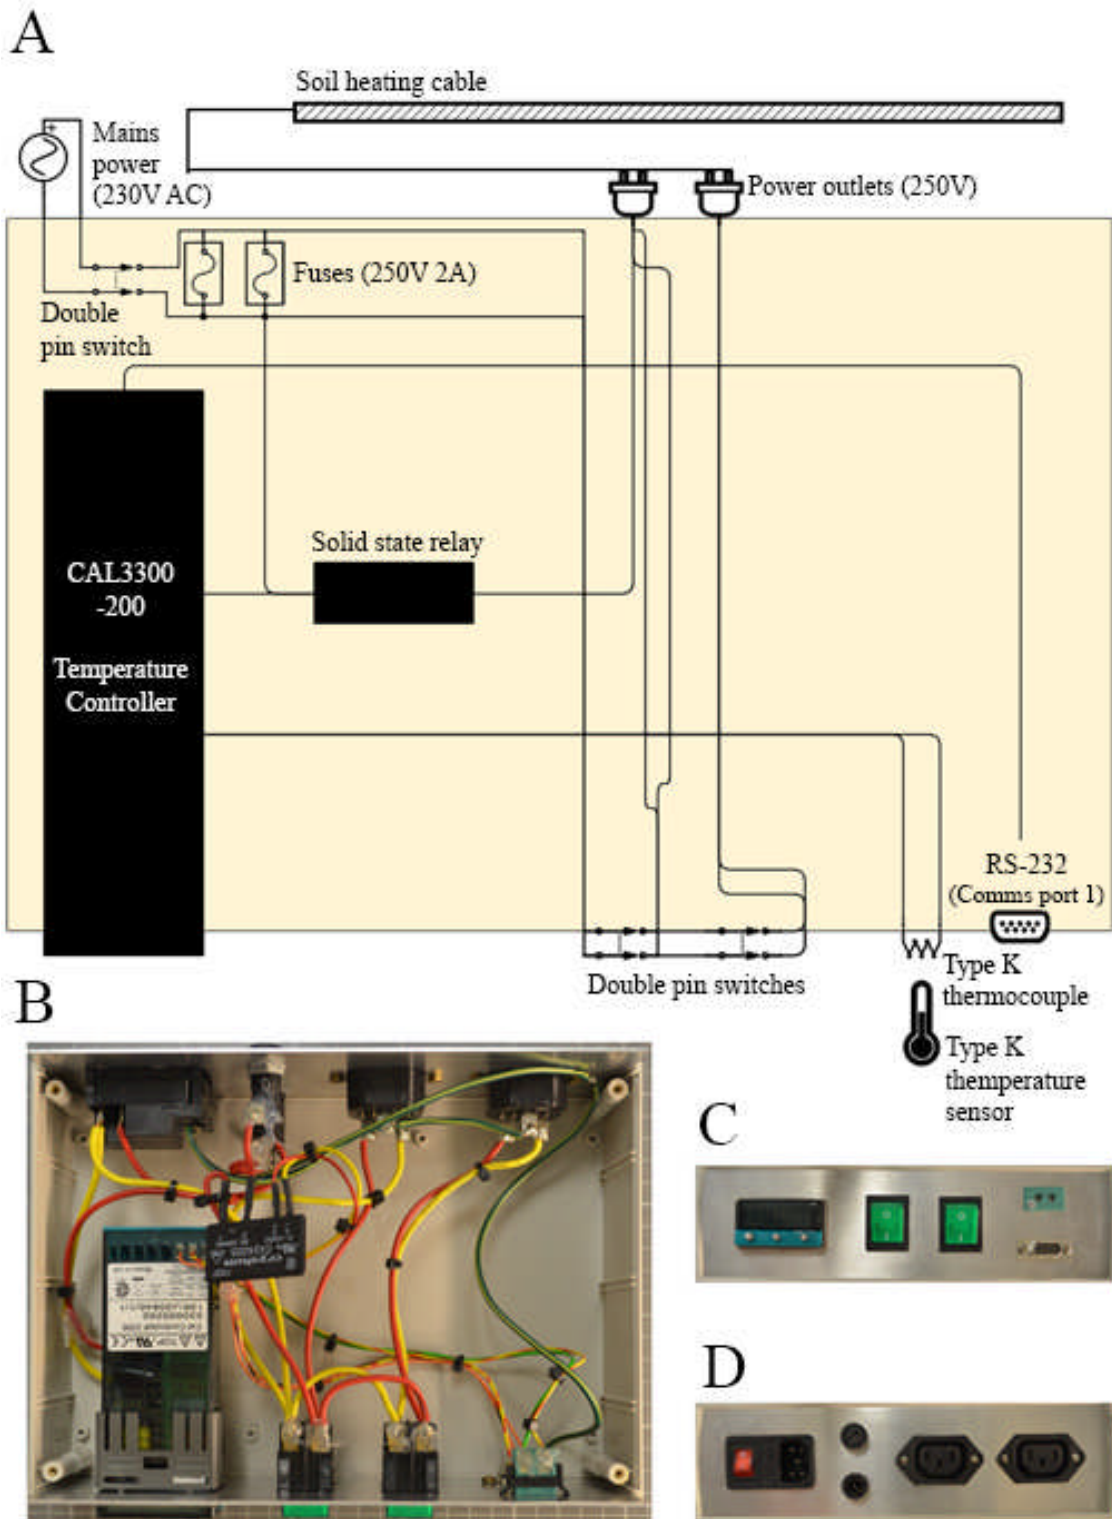 A
Soil heating cable
Mains
power
(230V AC)
Power outlets (250V)
Fuses (250V 2A)
Double
pin switch
Solid state relay
CAL3300
-200
Temperature
Controller
RS-232
(Comms port 1)
Double pin switches
Type K
thermocouple
Type K
themperature
sensor
B
C
D